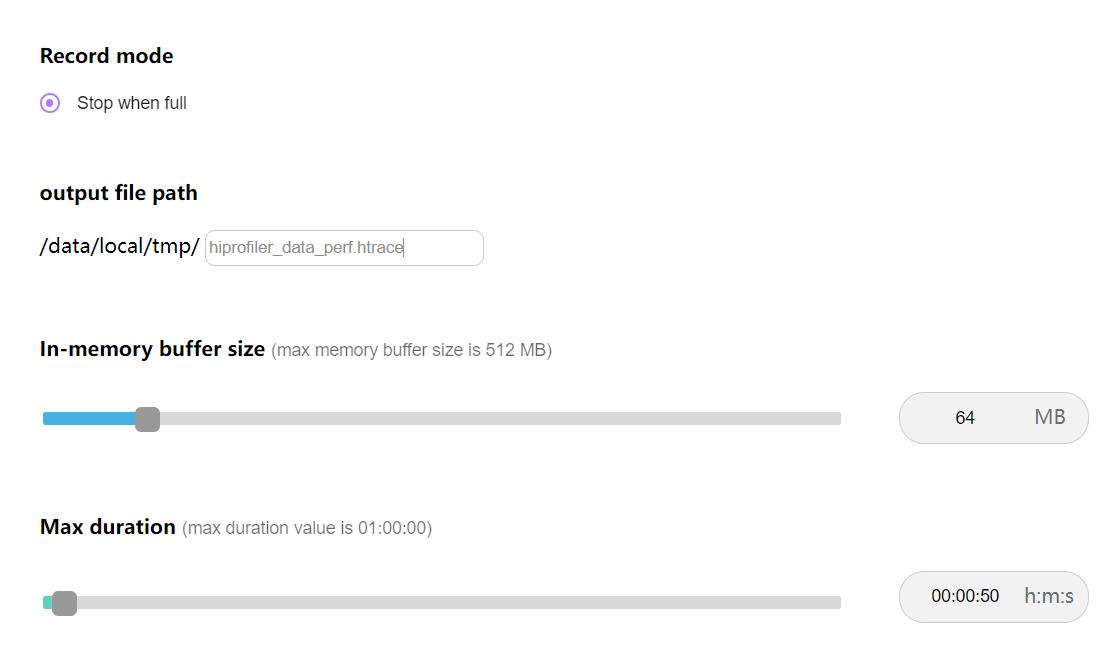 Record mode
Stop when full
output file path
/data/local/tmp/ hiprofiler_data_perf.htrace
In-memory buffer size (max memory buffer size is 512 MB)
64 MB
Max duration (max duration value is 01:00:00)
00:00:50 h:m:s